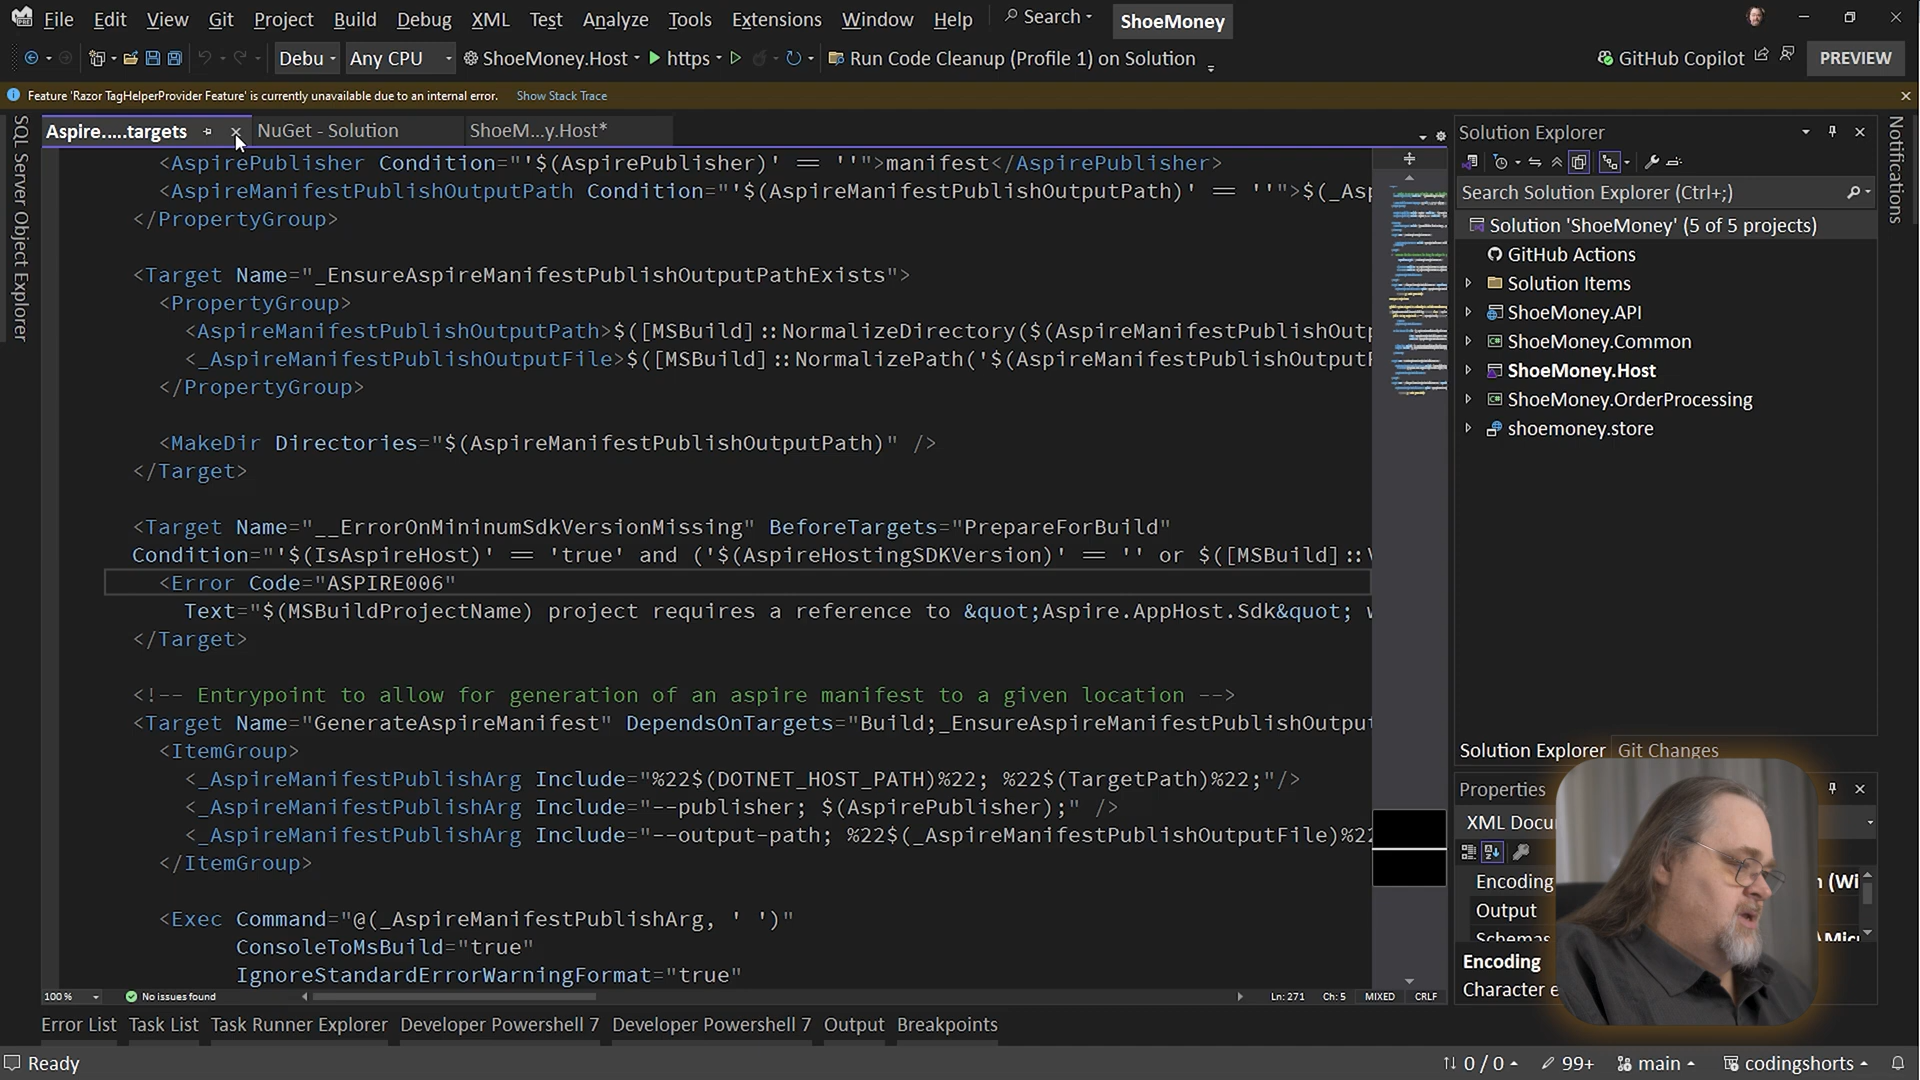 File Edit View Git Project Build Debug XML Test Analyze Tools Extensions Window Help Search ShoeMoney
Debu Any CPU ShoeMoney.Host https Run Code Cleanup (Profile 1) on Solution GitHub Copilot PREVIEW
Feature 'Razor TagHelperProvider Feature' is currently unavailable due to an internal error. Show Stack Trace
SQL Server Object Explorer
Aspire.....targets NuGet - Solution ShoeM...y.Host*
<AspirePublisher Condition="'$(AspirePublisher)' == ''">manifest</AspirePublisher>
<AspireManifestPublishOutputPath Condition="'$(AspireManifestPublishOutputPath)' == ''">$(_Asp
</PropertyGroup>
<Target Name="_EnsureAspireManifestPublishOutputPathExists">
<PropertyGroup>
<AspireManifestPublishOutputPath>$([MSBuild]::NormalizeDirectory($(AspireManifestPublishOutp
<_AspireManifestPublishOutputFile>$([MSBuild]::NormalizePath('$(AspireManifestPublishOutputP
</PropertyGroup>
<MakeDir Directories="$(AspireManifestPublishOutputPath)" />
</Target>
<Target Name="__ErrorOnMininumSdkVersionMissing" BeforeTargets="PrepareForBuild"
Condition="'$(IsAspireHost)' == 'true' and ('$(AspireHostingSDKVersion)' == '' or $([MSBuild]::V
<Error Code="ASPIRE006"
Text="$(MSBuildProjectName) project requires a reference to &quot;Aspire.AppHost.Sdk&quot; w
</Target>
<!-- Entrypoint to allow for generation of an aspire manifest to a given location -->
<Target Name="GenerateAspireManifest" DependsOnTargets="Build;_EnsureAspireManifestPublishOutput
<ItemGroup>
<_AspireManifestPublishArg Include="%22$(DOTNET_HOST_PATH)%22; %22$(TargetPath)%22;"/>
<_AspireManifestPublishArg Include="--publisher; $(AspirePublisher);" />
<_AspireManifestPublishArg Include="--output-path; %22$(_AspireManifestPublishOutputFile)%22
</ItemGroup>
<Exec Command="@(_AspireManifestPublishArg, ' ')"
ConsoleToMsBuild="true"
IgnoreStandardErrorWarningFormat="true"
100 % No issues found Ln: 271 Ch: 5 MIXED CRLF
Solution Explorer
Search Solution Explorer (Ctrl+;)
Solution 'ShoeMoney' (5 of 5 projects)
GitHub Actions
Solution Items
ShoeMoney.API
ShoeMoney.Common
ShoeMoney.Host
ShoeMoney.OrderProcessing
shoemoney.store
Solution Explorer Git Changes
Properties
XML Docu
Encoding (Wi
Output
Schemas \Mic
Encoding
Character e
Notifications
Error List Task List Task Runner Explorer Developer Powershell 7 Developer Powershell 7 Output Breakpoints
Ready 0 / 0 99+ main codingshorts